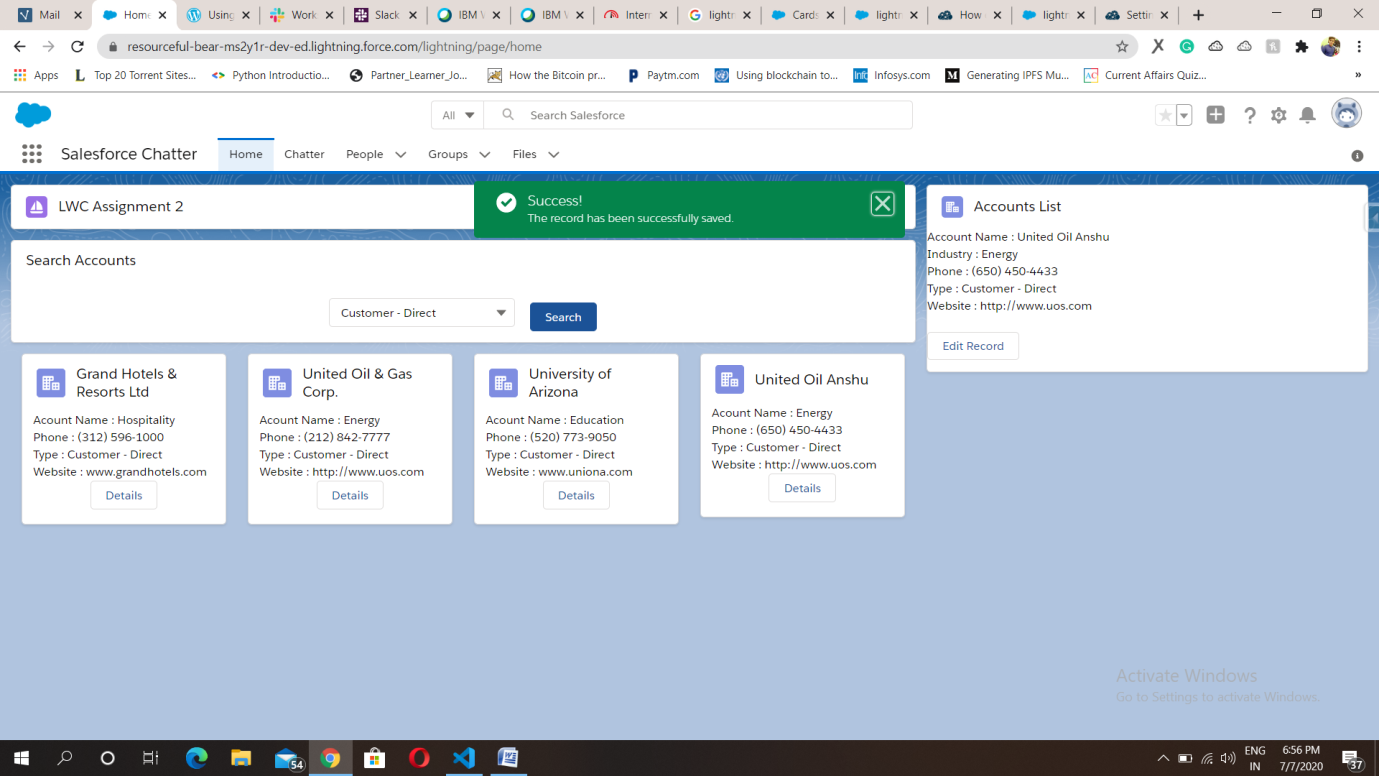 Mail
Home
Using
Work
Slack
IBM
IBM
Intern
lightn
Cards
lightn
How
lightn
Settin
resourceful-bear-ms2y1r-dev-ed.lightning.force.com/lightning/page/home
Apps
Top 20 Torrent Sites...
Python Introductio...
Partner_Learner_Jo...
How the Bitcoin pr...
Paytm.com
Using blockchain to...
Infosys.com
Generating IPFS Mu...
Current Affairs Quiz...
»
All
Search Salesforce
Salesforce Chatter
Home
Chatter
People
Groups
Files
LWC Assignment 2
Success!
The record has been successfully saved.
Search Accounts
Customer - Direct
Search
Grand Hotels &
Resorts Ltd
Acount Name : Hospitality
Phone : (312) 596-1000
Type : Customer - Direct
Website : www.grandhotels.com
Details
United Oil & Gas
Corp.
Acount Name : Energy
Phone : (212) 842-7777
Type : Customer - Direct
Website : http://www.uos.com
Details
University of
Arizona
Acount Name : Education
Phone : (520) 773-9050
Type : Customer - Direct
Website : www.uniona.com
Details
United Oil Anshu
Acount Name : Energy
Phone : (650) 450-4433
Type : Customer - Direct
Website : http://www.uos.com
Details
Accounts List
Account Name : United Oil Anshu
Industry : Energy
Phone : (650) 450-4433
Type : Customer - Direct
Website : http://www.uos.com
Edit Record
Activate Windows
Go to Settings to activate Windows.
54
ENG
IN
6:56 PM
7/7/2020
37